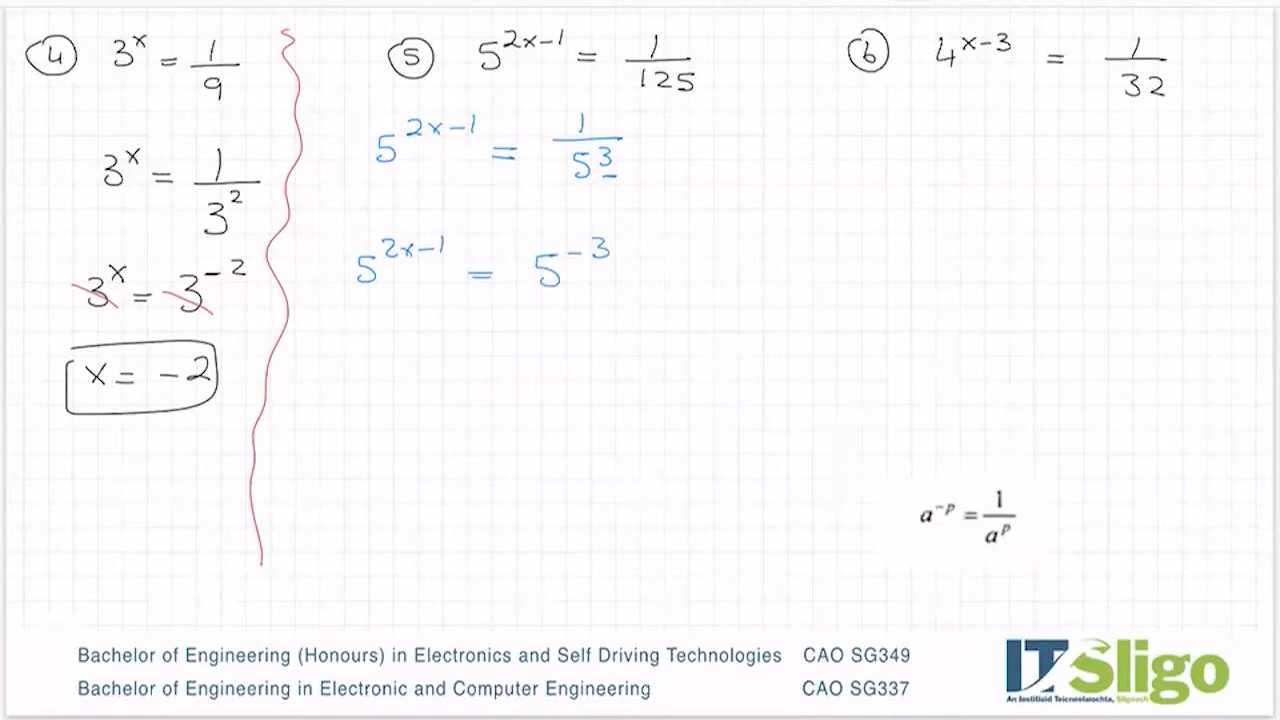 ④ 3^x = 1/9
3^x = 1/3^2
3^x = 3^-2
x = -2
⑤ 5^(2x-1) = 1/125
5^(2x-1) = 1/5^3
5^(2x-1) = 5^-3
⑥ 4^(x-3) = 1/32
a^-p = 1/a^p
Bachelor of Engineering (Honours) in Electronics and Self Driving Technologies CAO SG349
Bachelor of Engineering in Electronic and Computer Engineering CAO SG337
IT Sligo
An Institiúid Teicneolaíochta, Sligeach